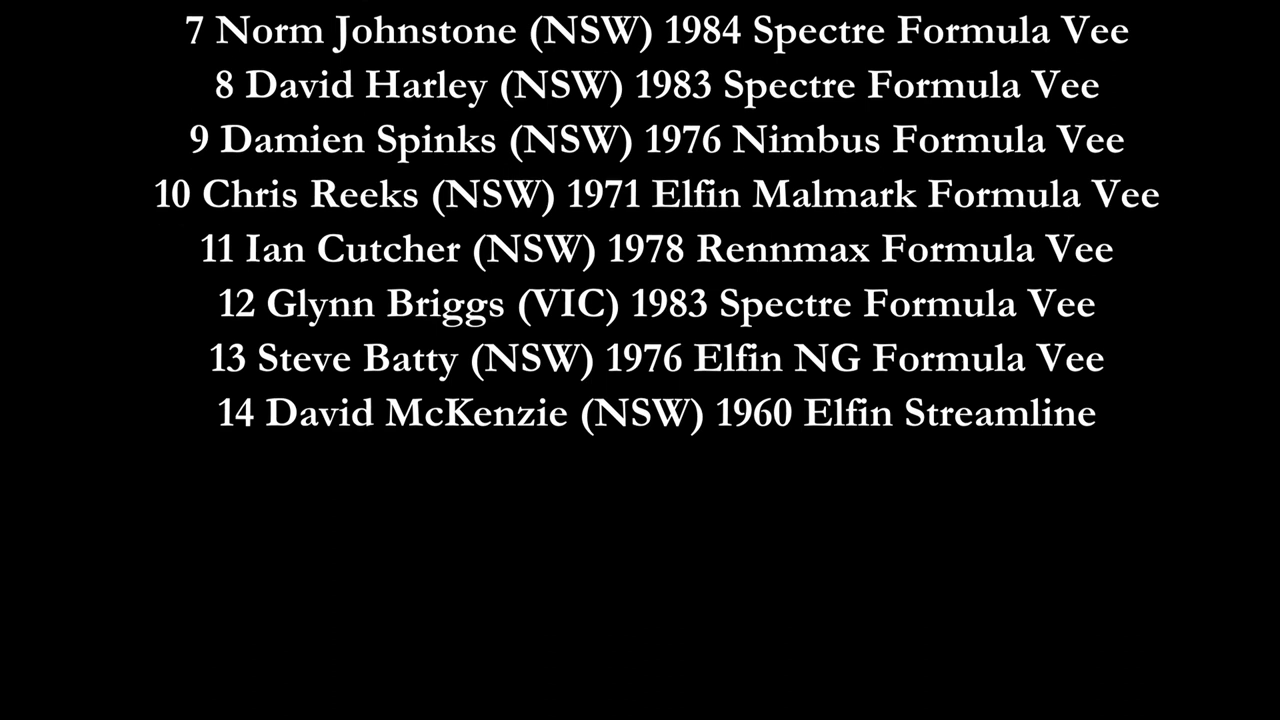 7 Norm Johnstone (NSW) 1984 Spectre Formula Vee
8 David Harley (NSW) 1983 Spectre Formula Vee
9 Damien Spinks (NSW) 1976 Nimbus Formula Vee
10 Chris Reeks (NSW) 1971 Elfin Malmark Formula Vee
11 Ian Cutcher (NSW) 1978 Rennmax Formula Vee
12 Glynn Briggs (VIC) 1983 Spectre Formula Vee
13 Steve Batty (NSW) 1976 Elfin NG Formula Vee
14 David McKenzie (NSW) 1960 Elfin Streamline